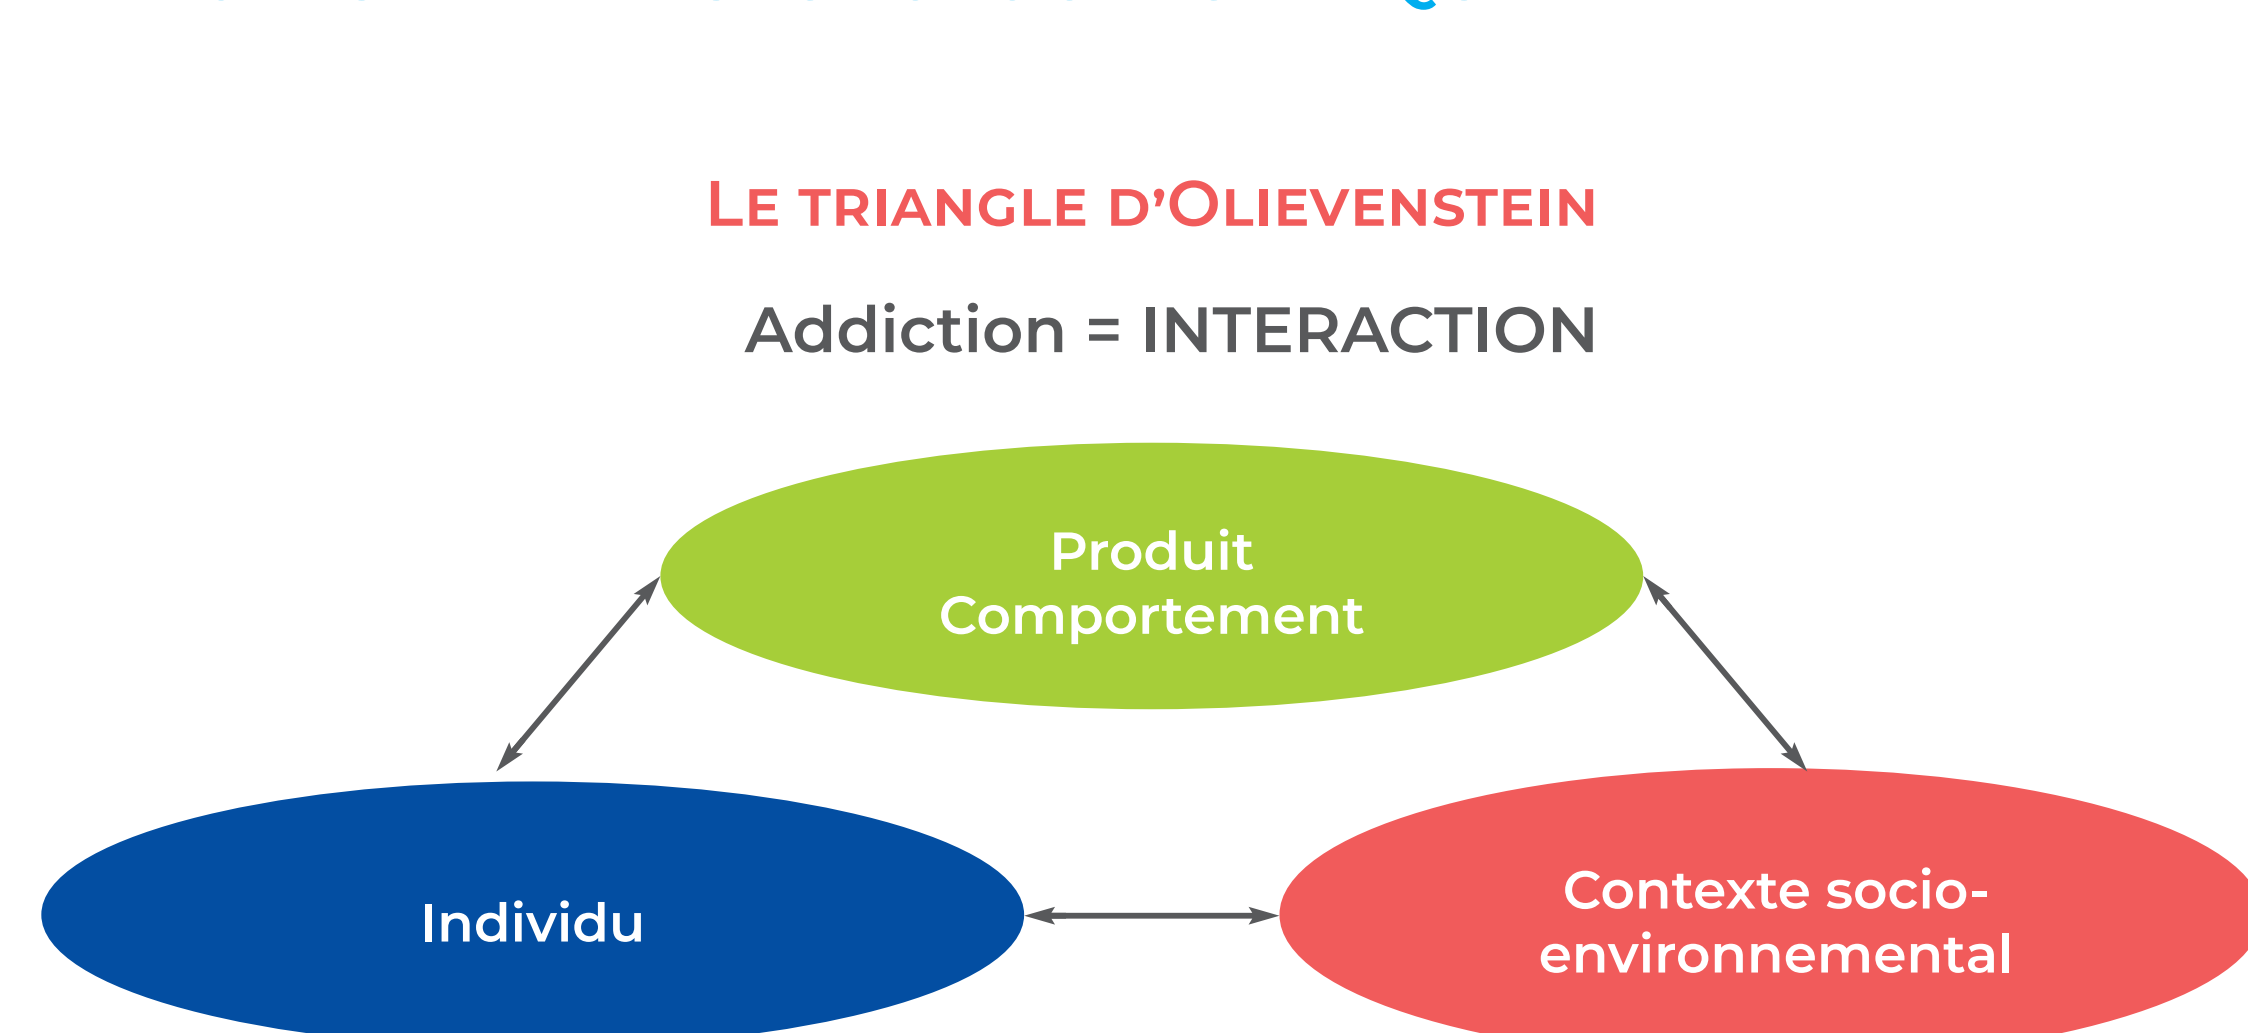 Le triangle d’Olievenstein
Addiction = INTERACTION
Produit
Comportement
Individu
Contexte socio-
environnemental